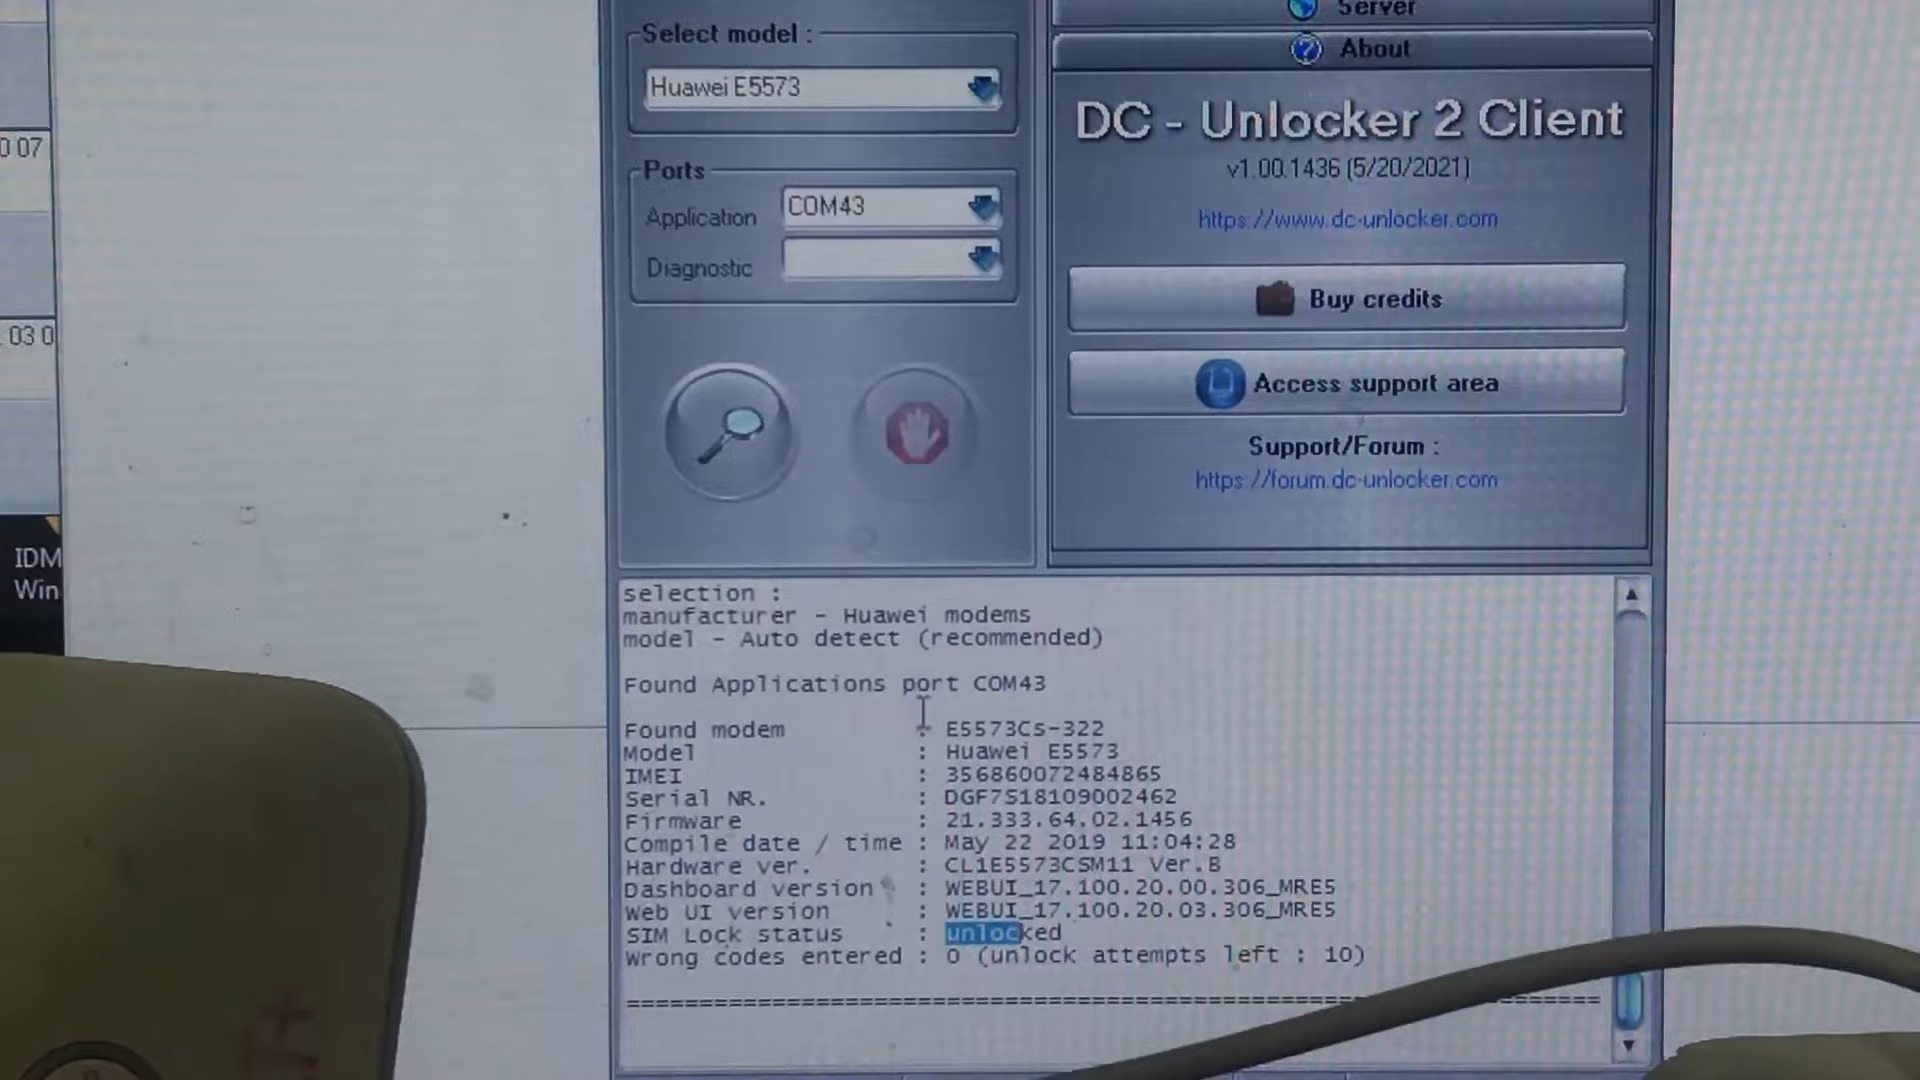 Select model :
Huawei E5573
Ports
Application
COM43
Diagnostic
Server
About
DC - Unlocker 2 Client
v1.00.1436 (5/20/2021)
https://www.dc-unlocker.com
Buy credits
Access support area
Support/Forum :
https://forum.dc-unlocker.com
0 07
03 0
IDM
Win
selection :
manufacturer - Huawei modems
model - Auto detect (recommended)
Found Applications port COM43
Found modem : E5573Cs-322
Model : Huawei E5573
IMEI : 356860072484865
Serial NR. : DGF7S18109002462
Firmware : 21.333.64.02.1456
Compile date / time : May 22 2019 11:04:28
Hardware ver. : CL1E5573CSM11 Ver.B
Dashboard version : WEBUI_17.100.20.00.306_MRE5
Web UI version : WEBUI_17.100.20.03.306_MRE5
SIM Lock status : unlocked
Wrong codes entered : 0 (unlock attempts left : 10)